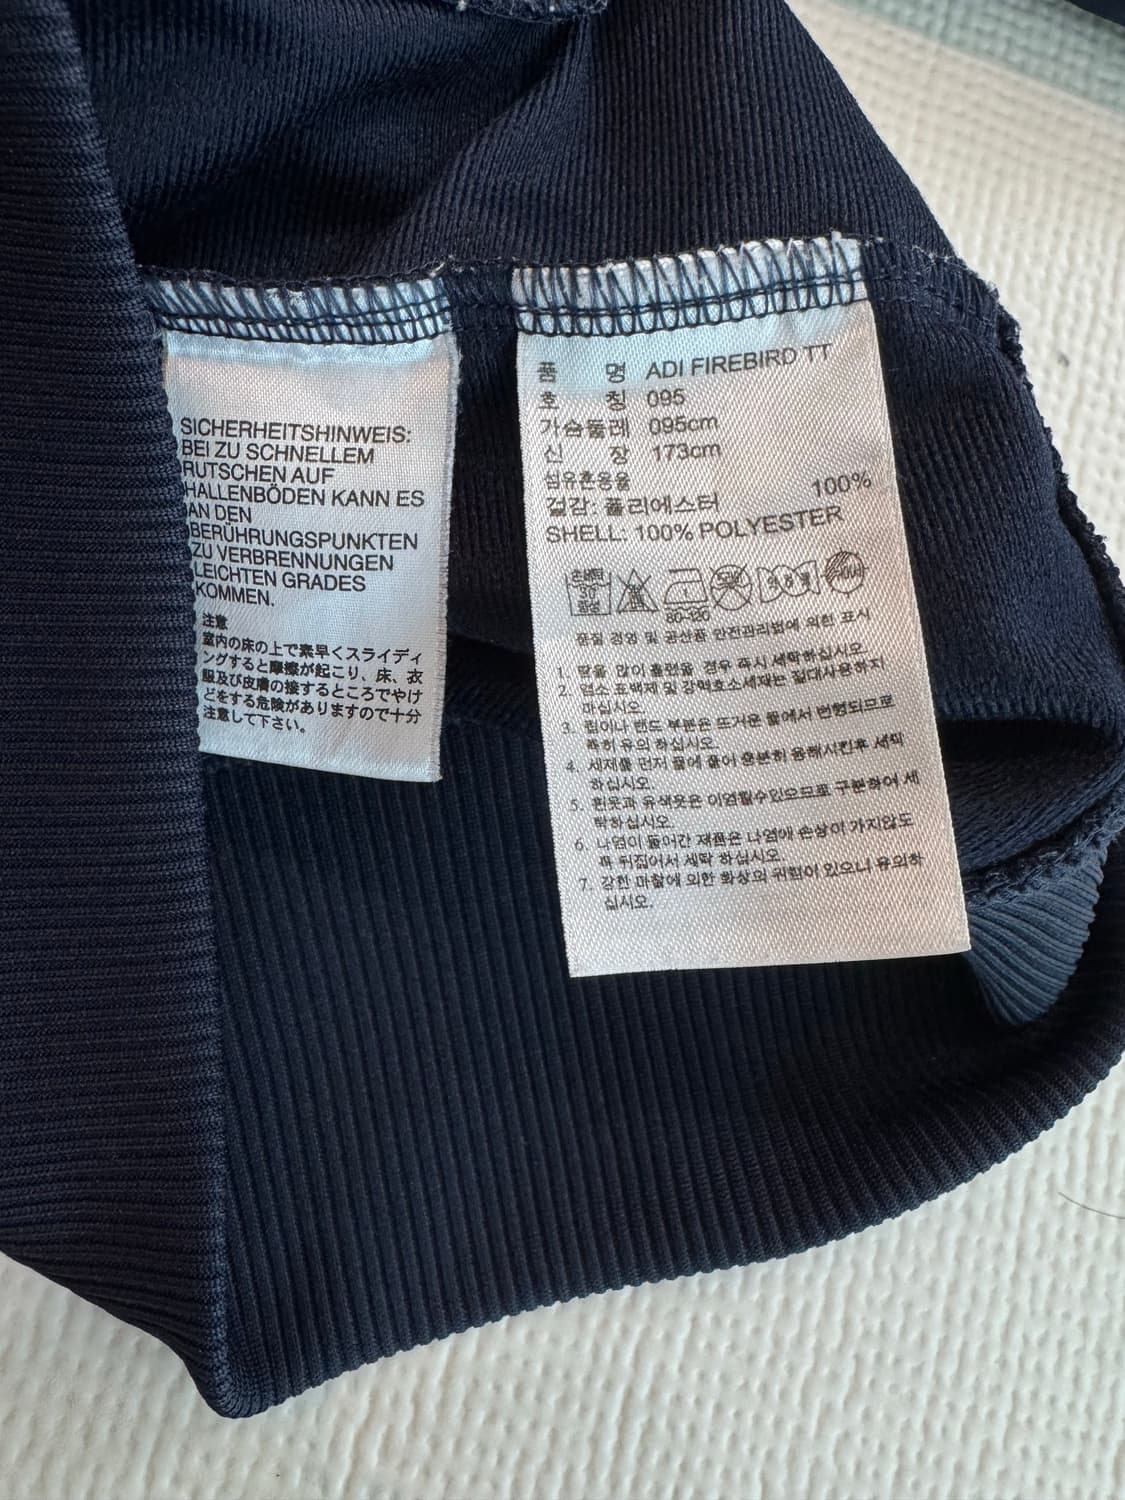 SICHERHEITSHINWEIS:
BEI ZU SCHNELLEM
RUTSCHEN AUF
HALLENBÖDEN KANN ES
AN DEN
BERÜHRUNGSPUNKTEN
ZU VERBRENNUNGEN
LEICHTEN GRADES
KOMMEN.
注意
室内の床の上で素早くスライディ
ングすると摩擦が起こり、床、衣
服及び皮膚の接するところでやけ
どをする危険がありますので十分
注意して下さい。
품 명 ADI FIREBIRD TT
호 칭 095
가슴둘레 095cm
신 장 173cm
섬유혼용율
겉감: 폴리에스터 100%
SHELL: 100% POLYESTER
80~120
품질 경영 및 공산품 안전관리법에 의한 표시
1. 땀을 많이 흘렸을 경우 즉시 세탁하십시오.
2. 염소 표백제 및 강력효소세제는 절대사용하지
마십시오.
3. 립이나 밴드 부분은 뜨거운 물에서 변형되므로
특히 유의 하십시오.
4. 세제를 먼저 물에 풀어 충분히 용해시킨후 세탁
하십시오.
5. 흰옷과 유색옷은 이염될수있으므로 구분하여 세
탁하십시오.
6. 나염이 들어간 제품은 나염에 손상이 가지않도
록 뒤집어서 세탁 하십시오.
7. 강한 마찰에 의한 화상의 위험이 있으니 유의하
십시오.